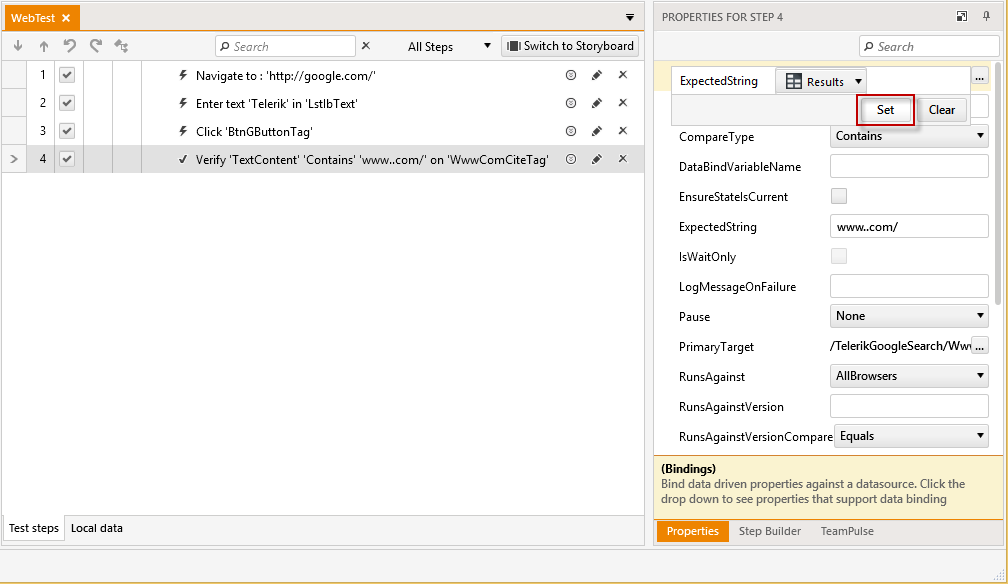 WebTest
Search
All Steps
Switch to Storyboard
1 Navigate to : 'http://google.com/'
2 Enter text 'Telerik' in 'LstIbText'
3 Click 'BtnGButtonTag'
4 Verify 'TextContent' 'Contains' 'www..com/' on 'WwwComCiteTag'
Test steps Local data
PROPERTIES FOR STEP 4
Search
ExpectedString Results ...
Set Clear
CompareType Contains
DataBindVariableName
EnsureStateIsCurrent
ExpectedString www..com/
IsWaitOnly
LogMessageOnFailure
Pause None
PrimaryTarget /TelerikGoogleSearch/Www ...
RunsAgainst AllBrowsers
RunsAgainstVersion
RunsAgainstVersionCompare Equals
(Bindings)
Bind data driven properties against a datasource. Click the
drop down to see properties that support data binding
Properties Step Builder TeamPulse